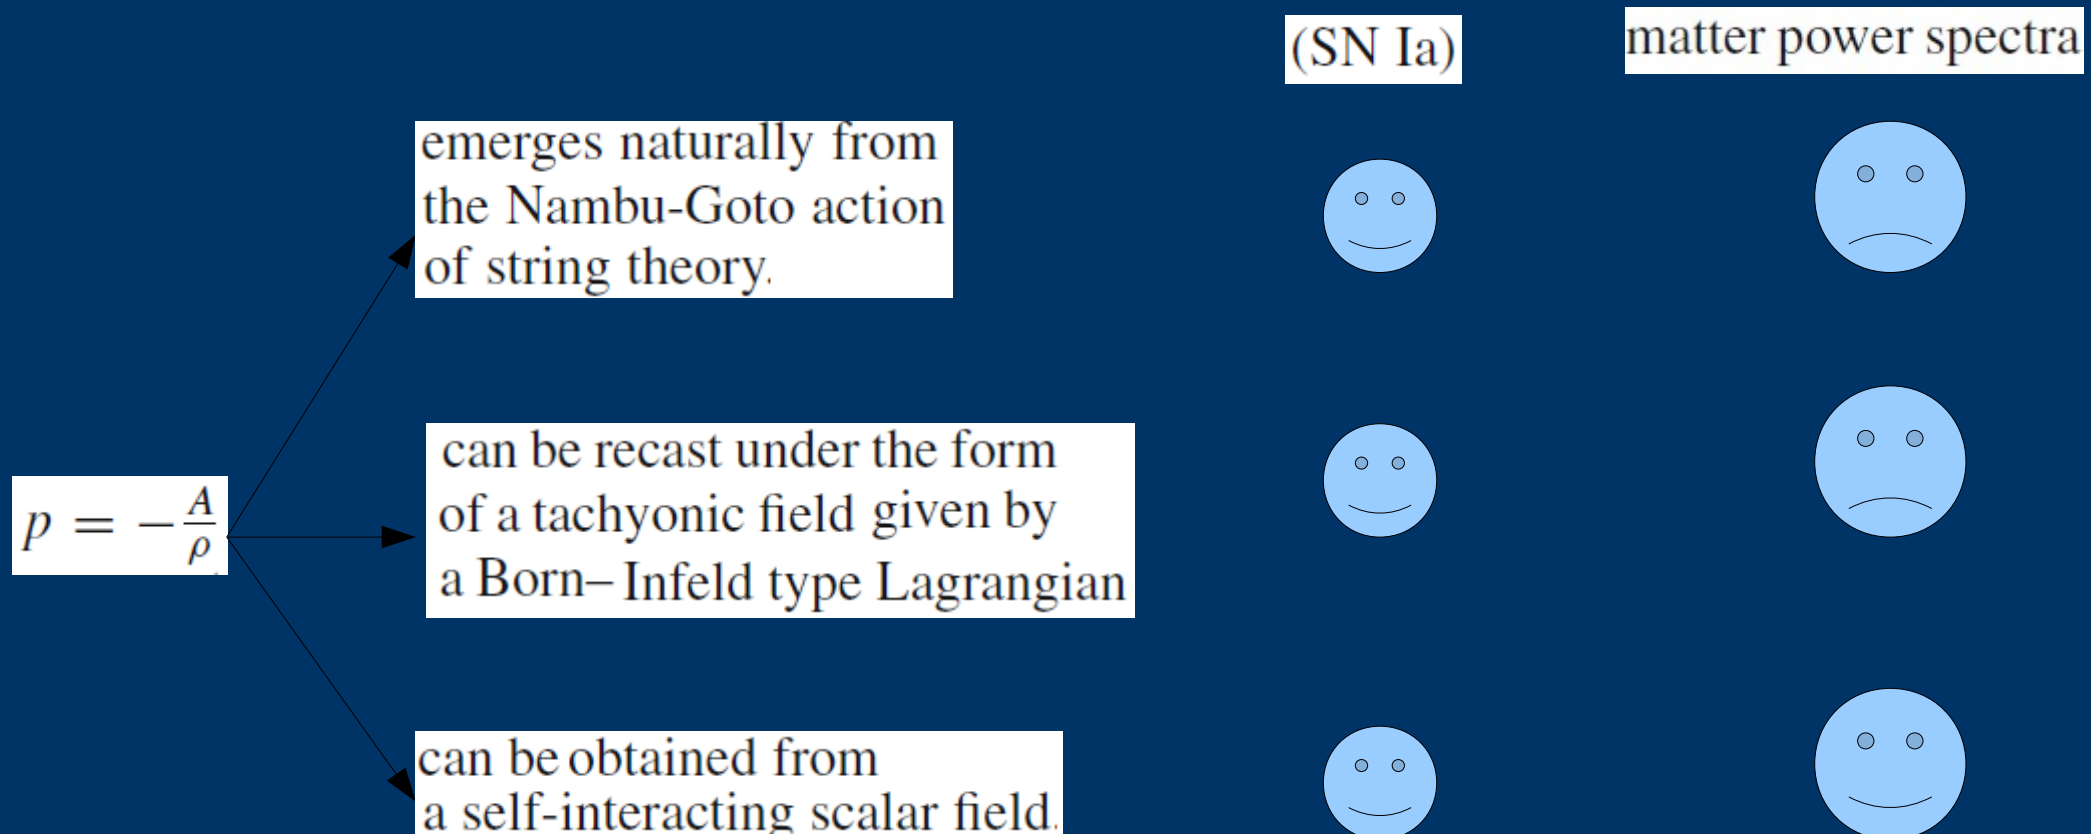 (SN Ia)
matter power spectra
emerges naturally from
the Nambu-Goto action
of string theory.
p = −A/ρ
can be recast under the form
of a tachyonic field given by
a Born–Infeld type Lagrangian
can be obtained from
a self-interacting scalar field.